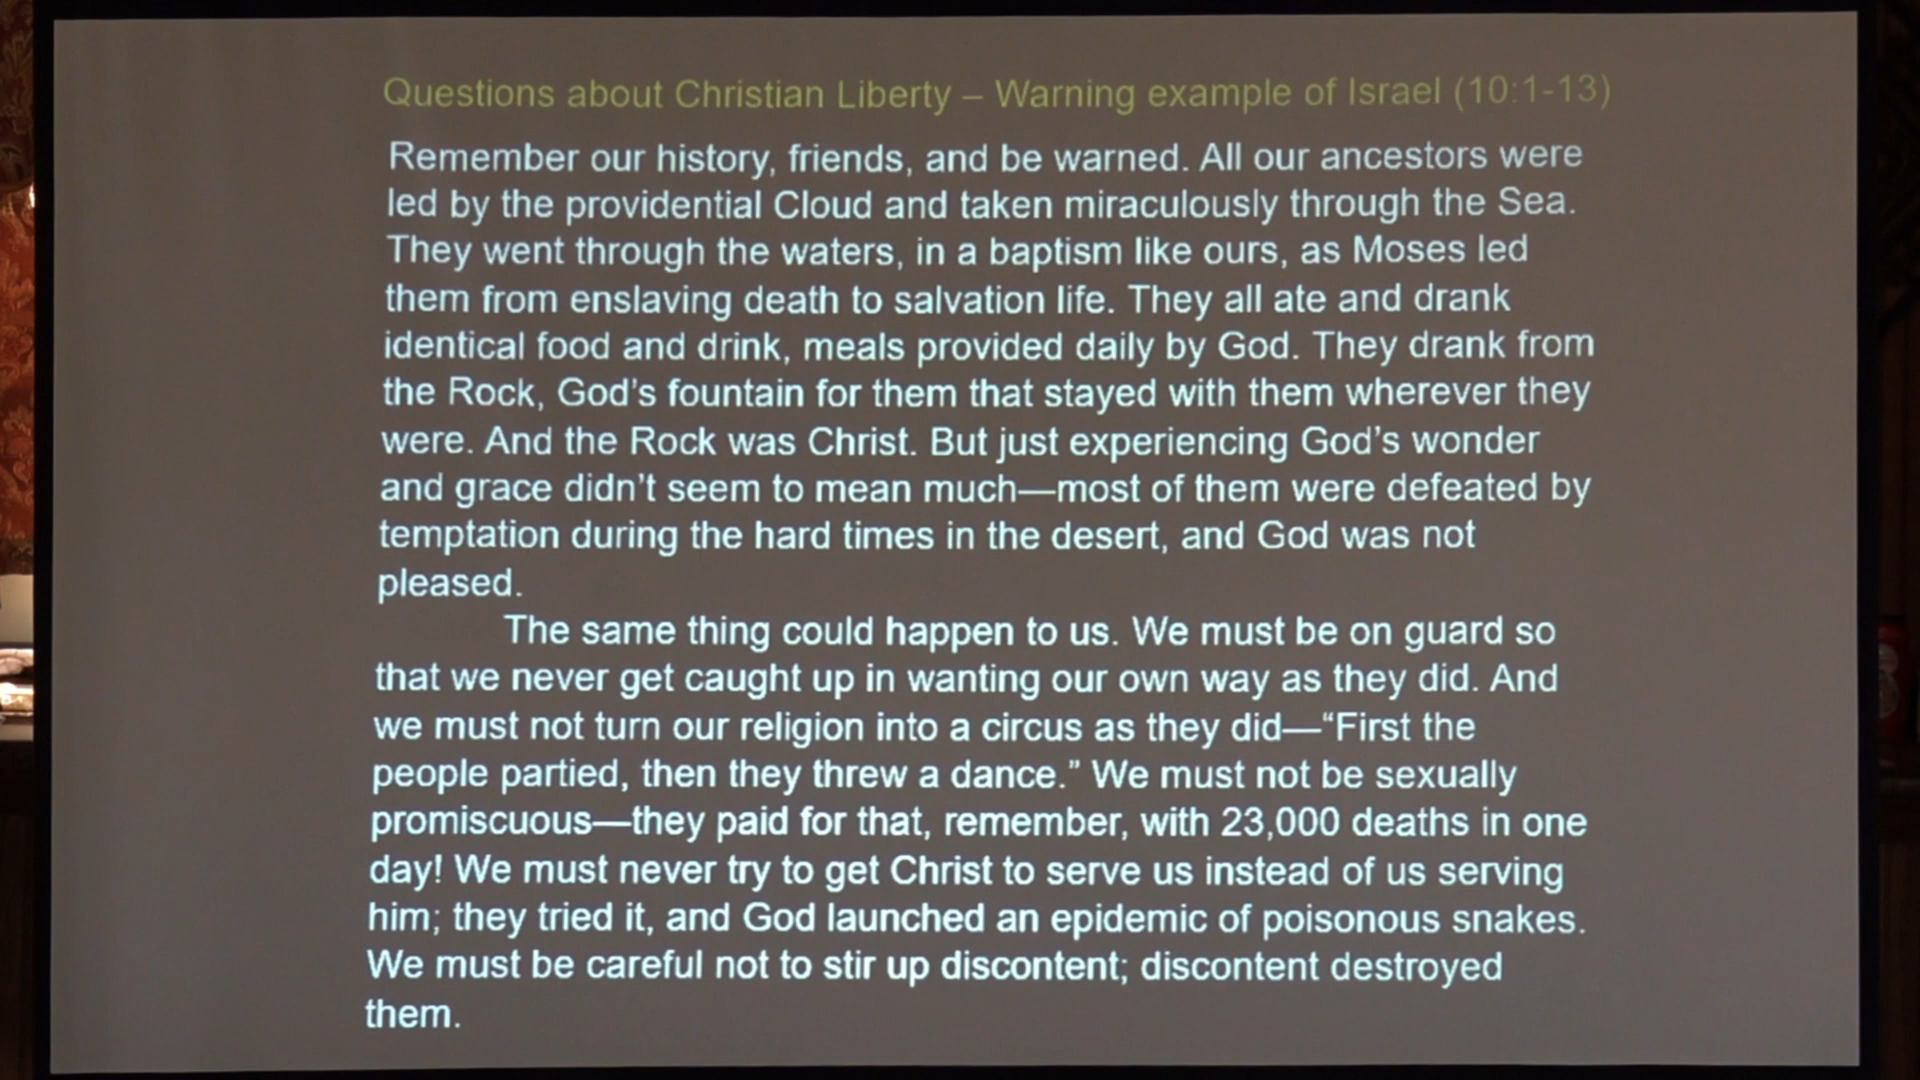 Questions about Christian Liberty – Warning example of Israel (10:1-13)
Remember our history, friends, and be warned. All our ancestors were
led by the providential Cloud and taken miraculously through the Sea.
They went through the waters, in a baptism like ours, as Moses led
them from enslaving death to salvation life. They all ate and drank
identical food and drink, meals provided daily by God. They drank from
the Rock, God’s fountain for them that stayed with them wherever they
were. And the Rock was Christ. But just experiencing God’s wonder
and grace didn’t seem to mean much—most of them were defeated by
temptation during the hard times in the desert, and God was not
pleased.
The same thing could happen to us. We must be on guard so
that we never get caught up in wanting our own way as they did. And
we must not turn our religion into a circus as they did—“First the
people partied, then they threw a dance.” We must not be sexually
promiscuous—they paid for that, remember, with 23,000 deaths in one
day! We must never try to get Christ to serve us instead of us serving
him; they tried it, and God launched an epidemic of poisonous snakes.
We must be careful not to stir up discontent; discontent destroyed
them.